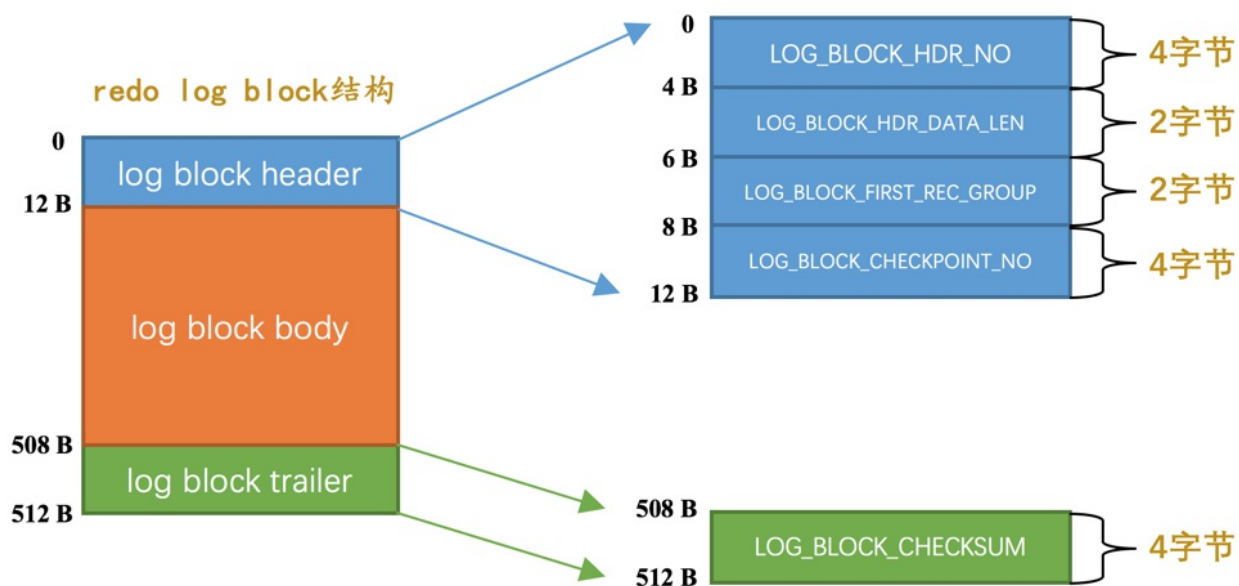 redo log block结构
0
log block header
12 B
log block body
508 B
log block trailer
512 B
0
LOG_BLOCK_HDR_NO
4字节
4 B
LOG_BLOCK_HDR_DATA_LEN
2字节
6 B
LOG_BLOCK_FIRST_REC_GROUP
2字节
8 B
LOG_BLOCK_CHECKPOINT_NO
4字节
12 B
508 B
LOG_BLOCK_CHECKSUM
4字节
512 B